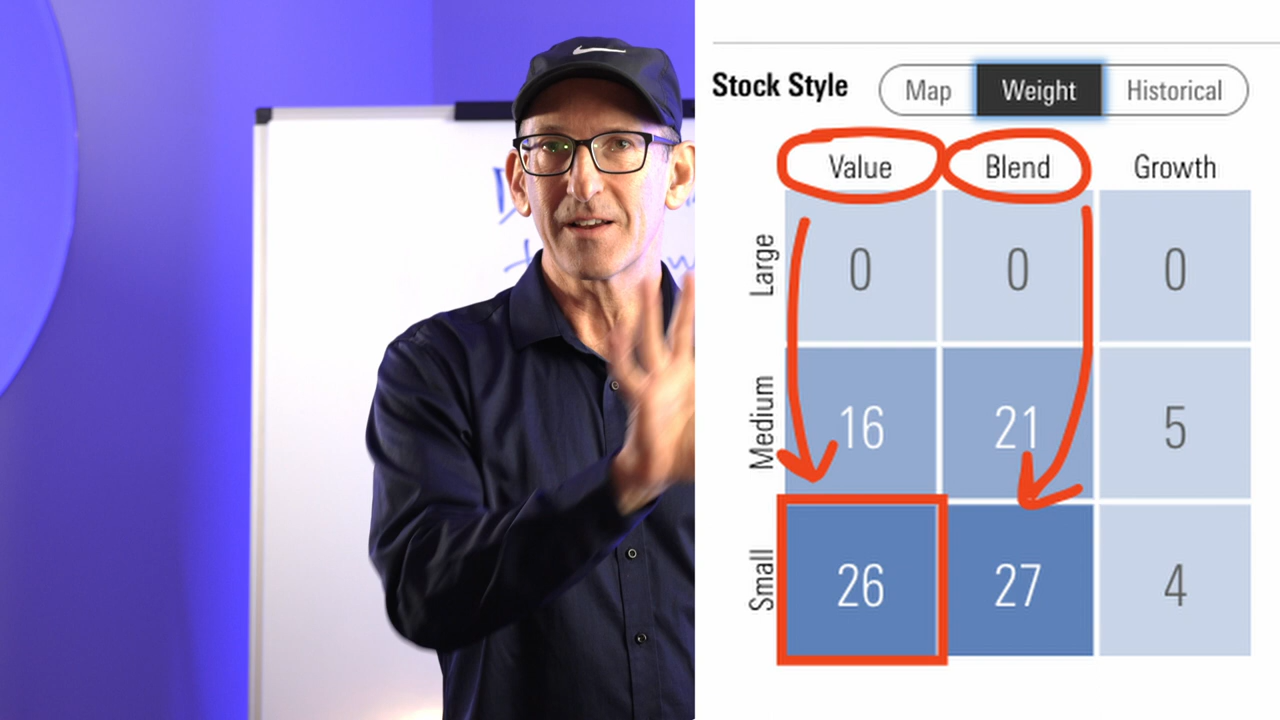 Stock Style
Map Weight Historical
Value Blend Growth
Large 0 0 0
Medium 16 21 5
Small 26 27 4